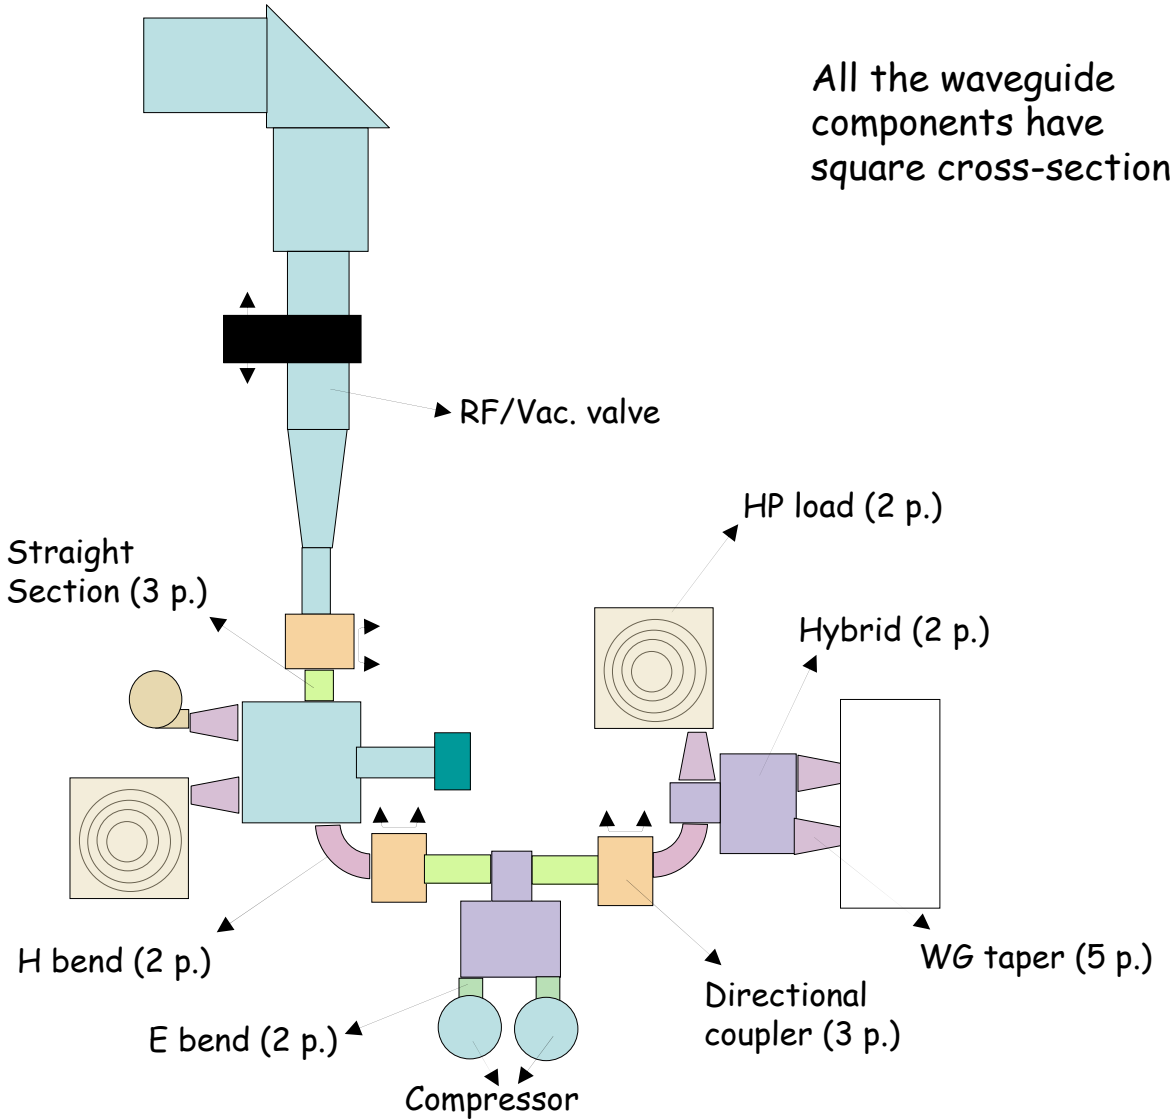 All the waveguide
components have
square cross-section
RF/Vac. valve
HP load (2 p.)
Straight
Section (3 p.)
Hybrid (2 p.)
H bend (2 p.)
WG taper (5 p.)
Directional
coupler (3 p.)
E bend (2 p.)
Compressor